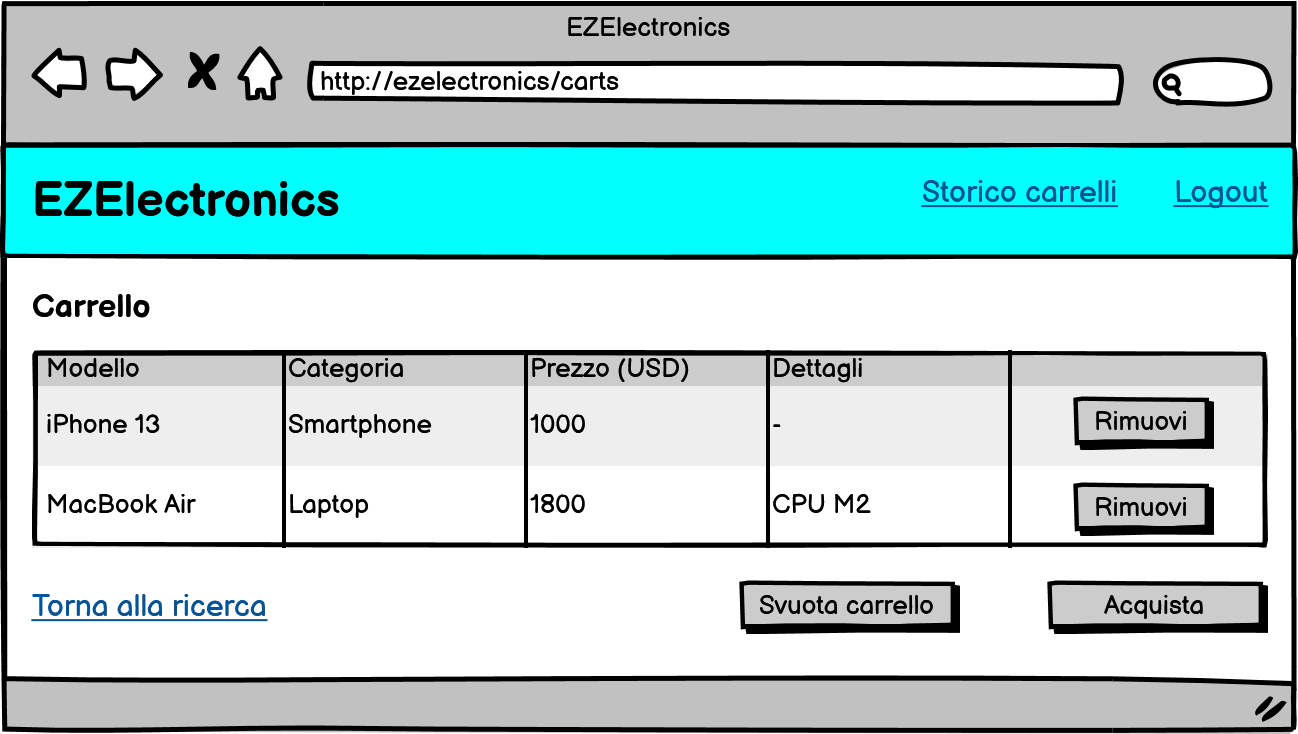 EZElectronics
http://ezelectronics/carts
EZElectronics
Storico carrelli
Logout
Carrello
Modello Categoria Prezzo (USD) Dettagli
iPhone 13 Smartphone 1000 - Rimuovi
MacBook Air Laptop 1800 CPU M2 Rimuovi
Torna alla ricerca
Svuota carrello
Acquista